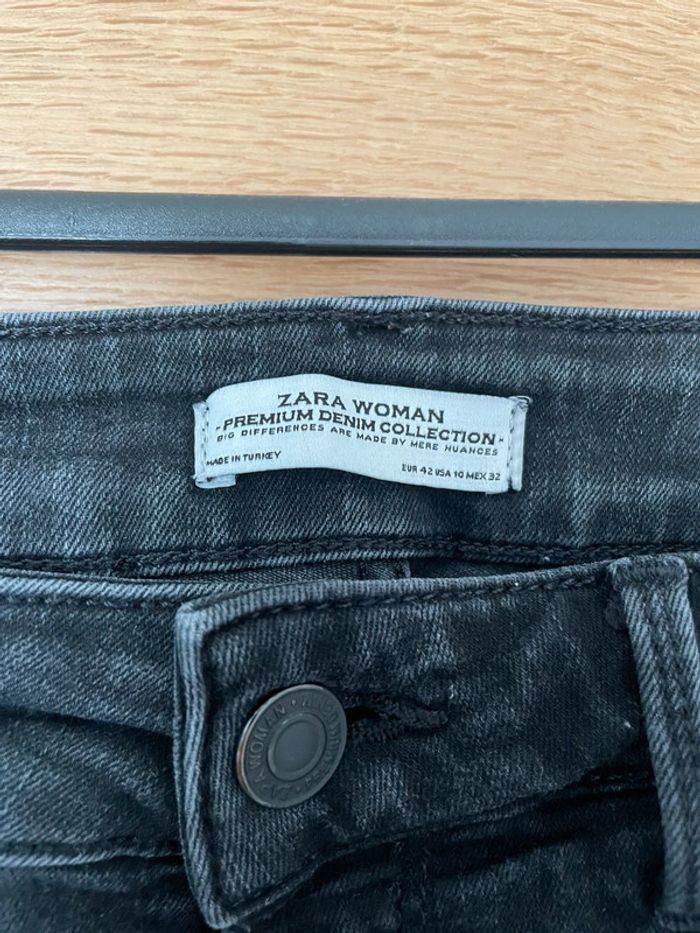 ZARA WOMAN
- PREMIUM DENIM COLLECTION -
BIG DIFFERENCES ARE MADE BY MERE NUANCES
MADE IN TURKEY
EUR 42 USA 10 MEX 32
WOMAN